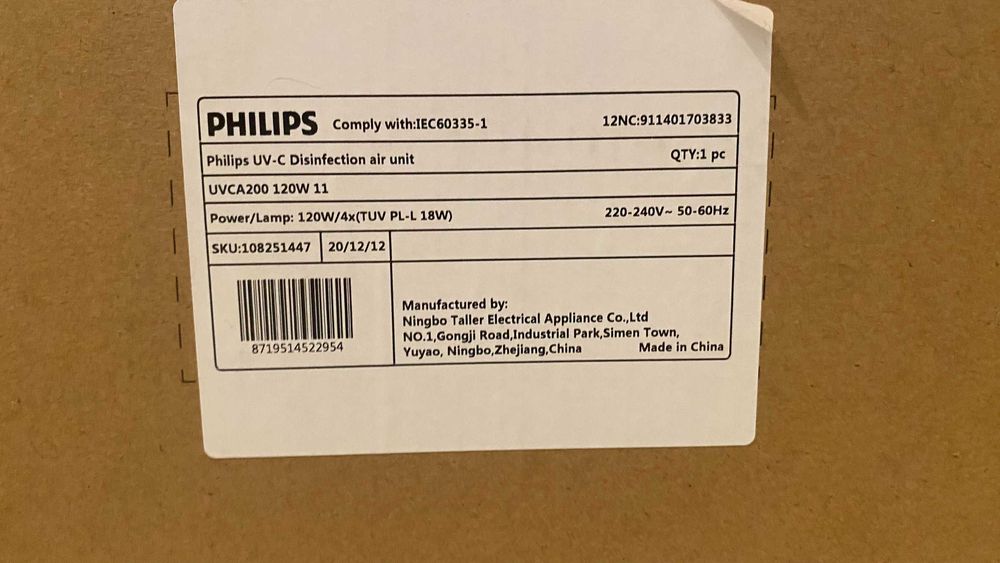 PHILIPS Comply with:IEC60335-1 12NC:911401703833
Philips UV-C Disinfection air unit QTY:1 pc
UVCA200 120W 11
Power/Lamp: 120W/4x(TUV PL-L 18W) 220-240V~ 50-60Hz
SKU:108251447 20/12/12
8719514522954
Manufactured by:
Ningbo Taller Electrical Appliance Co.,Ltd
NO.1,Gongji Road,Industrial Park,Simen Town,
Yuyao, Ningbo,Zhejiang,China Made in China